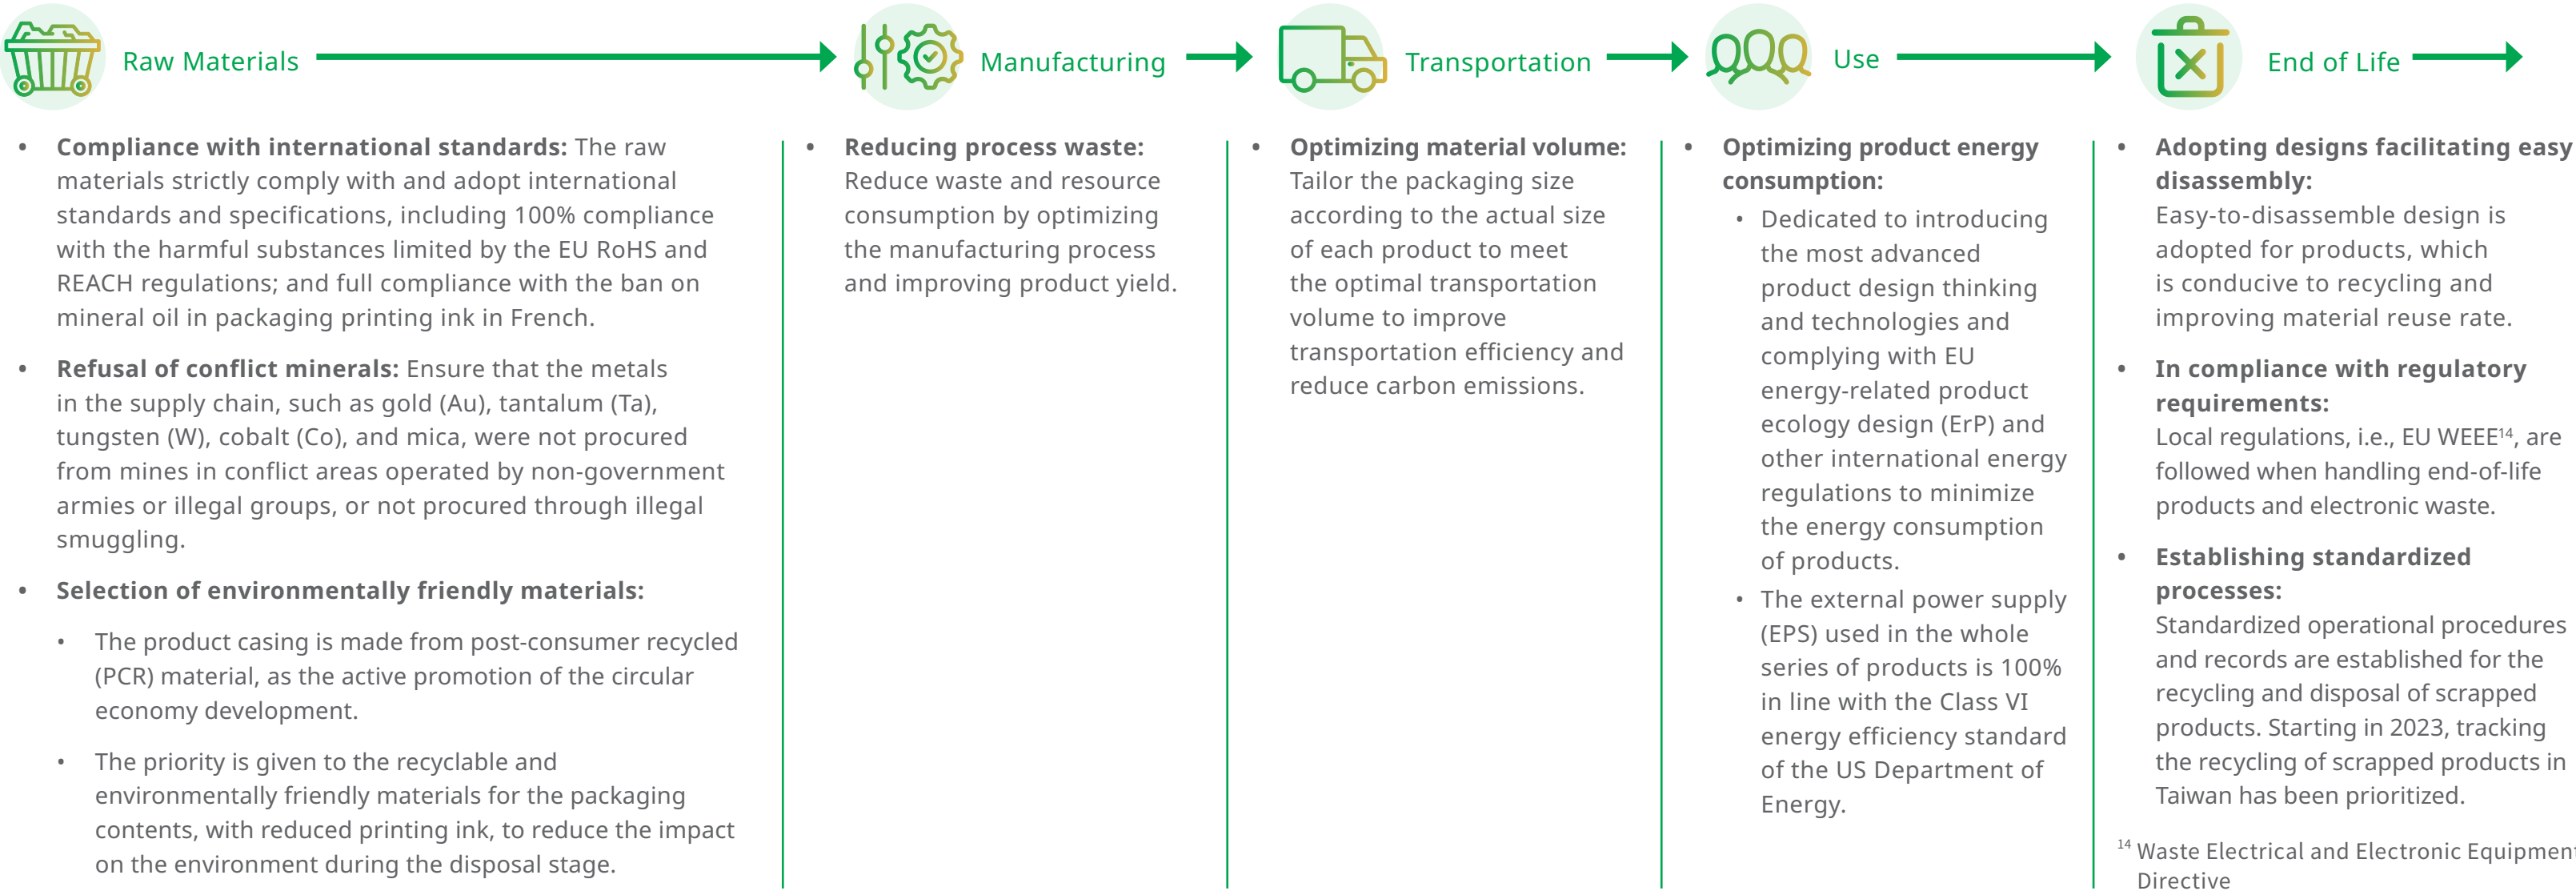 Raw Materials
Manufacturing
Transportation
Use
End of Life
• Compliance with international standards: The raw
materials strictly comply with and adopt international
standards and specifications, including 100% compliance
with the harmful substances limited by the EU RoHS and
REACH regulations; and full compliance with the ban on
mineral oil in packaging printing ink in French.
• Refusal of conflict minerals: Ensure that the metals
in the supply chain, such as gold (Au), tantalum (Ta),
tungsten (W), cobalt (Co), and mica, were not procured
from mines in conflict areas operated by non-government
armies or illegal groups, or not procured through illegal
smuggling.
• Selection of environmentally friendly materials:
• The product casing is made from post-consumer recycled
(PCR) material, as the active promotion of the circular
economy development.
• The priority is given to the recyclable and
environmentally friendly materials for the packaging
contents, with reduced printing ink, to reduce the impact
on the environment during the disposal stage.
• Reducing process waste:
Reduce waste and resource
consumption by optimizing
the manufacturing process
and improving product yield.
• Optimizing material volume:
Tailor the packaging size
according to the actual size
of each product to meet
the optimal transportation
volume to improve
transportation efficiency and
reduce carbon emissions.
• Optimizing product energy
consumption:
• Dedicated to introducing
the most advanced
product design thinking
and technologies and
complying with EU
energy-related product
ecology design (ErP) and
other international energy
regulations to minimize
the energy consumption
of products.
• The external power supply
(EPS) used in the whole
series of products is 100%
in line with the Class VI
energy efficiency standard
of the US Department of
Energy.
• Adopting designs facilitating easy
disassembly:
Easy-to-disassemble design is
adopted for products, which
is conducive to recycling and
improving material reuse rate.
• In compliance with regulatory
requirements:
Local regulations, i.e., EU WEEE¹⁴, are
followed when handling end-of-life
products and electronic waste.
• Establishing standardized
processes:
Standardized operational procedures
and records are established for the
recycling and disposal of scrapped
products. Starting in 2023, tracking
the recycling of scrapped products in
Taiwan has been prioritized.
¹⁴ Waste Electrical and Electronic Equipment
Directive